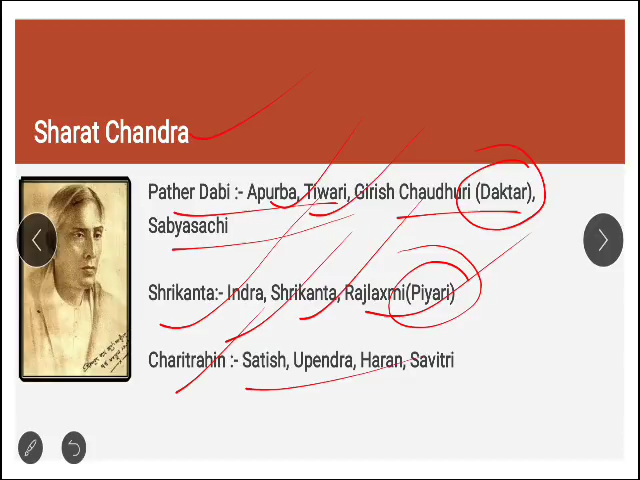 Sharat Chandra
Pather Dabi :- Apurba, Tiwari, Girish Chaudhuri (Daktar),
Sabyasachi
Shrikanta:- Indra, Shrikanta, Rajlaxmi(Piyari)
Charitrahin :- Satish, Upendra, Haran, Savitri